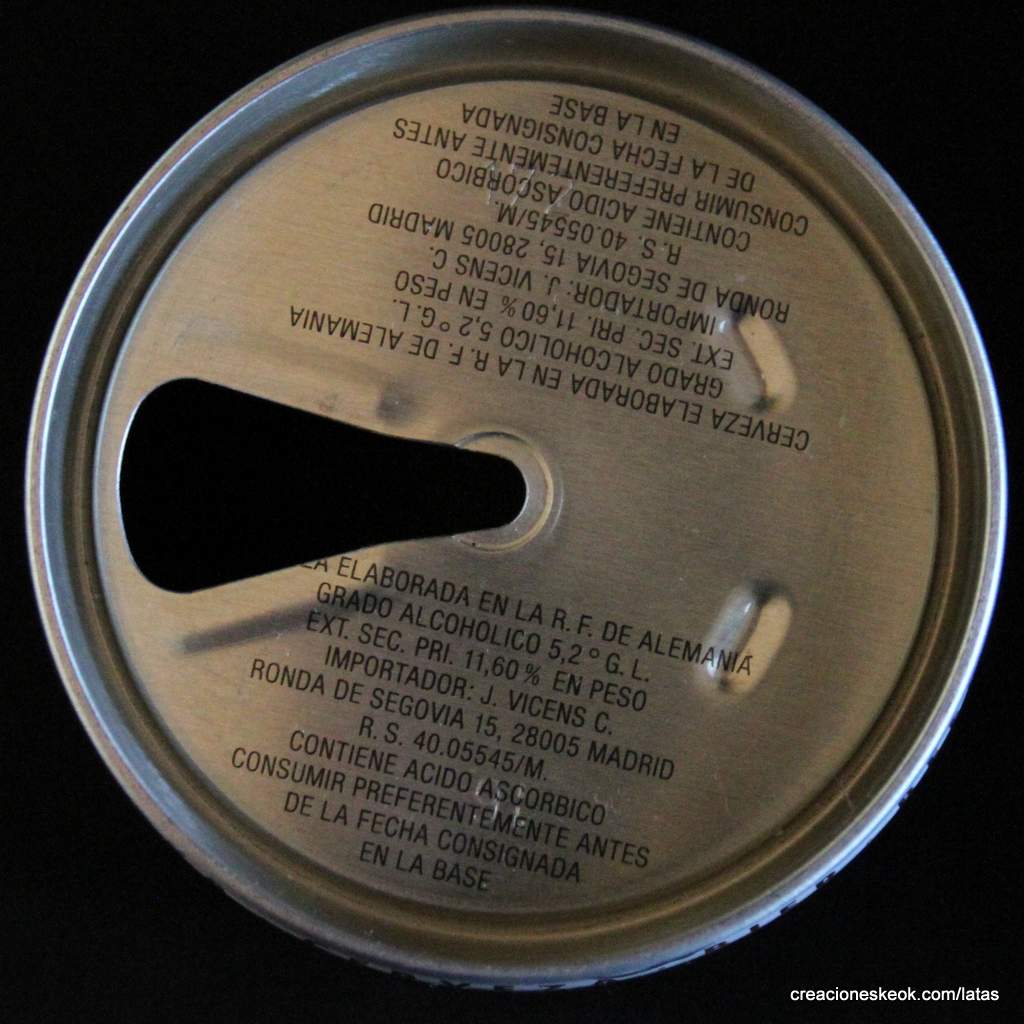 CERVEZA ELABORADA EN LA R. F. DE ALEMANIA
GRADO ALCOHOLICO 5,2º G. L.
EXT. SEC. PRI. 11,60 % EN PESO
IMPORTADOR: J. VICENS C.
RONDA DE SEGOVIA 15, 28005 MADRID
R. S. 40.05545/M.
CONTIENE ACIDO ASCORBICO
CONSUMIR PREFERENTEMENTE ANTES
DE LA FECHA CONSIGNADA
EN LA BASE
ZA ELABORADA EN LA R. F. DE ALEMANIA
GRADO ALCOHOLICO 5,2º G. L.
EXT. SEC. PRI. 11,60 % EN PESO
IMPORTADOR: J. VICENS C.
RONDA DE SEGOVIA 15, 28005 MADRID
R. S. 40.05545/M.
CONTIENE ACIDO ASCORBICO
CONSUMIR PREFERENTEMENTE ANTES
DE LA FECHA CONSIGNADA
EN LA BASE
creacioneskeok.com/latas